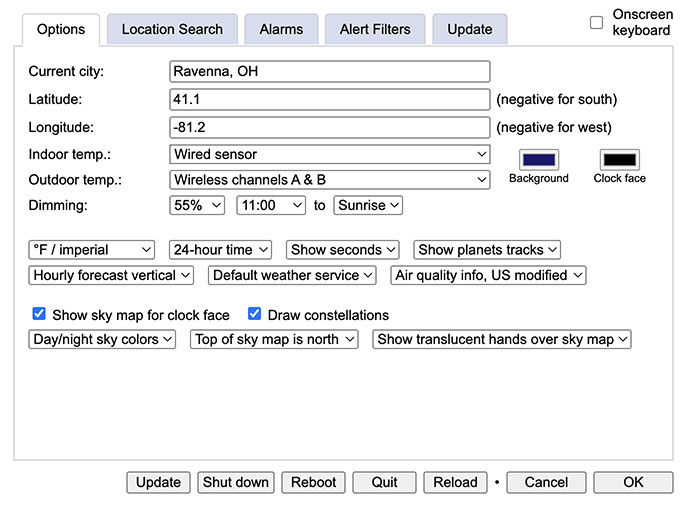 Options Location Search Alarms Alert Filters Update Onscreen
keyboard
Current city: Ravenna, OH
Latitude: 41.1 (negative for south)
Longitude: -81.2 (negative for west)
Indoor temp.: Wired sensor
Outdoor temp.: Wireless channels A & B Background Clock face
Dimming: 55% 11:00 to Sunrise
°F / imperial 24-hour time Show seconds Show planets tracks
Hourly forecast vertical Default weather service Air quality info, US modified
Show sky map for clock face Draw constellations
Day/night sky colors Top of sky map is north Show translucent hands over sky map
Update Shut down Reboot Quit Reload • Cancel OK